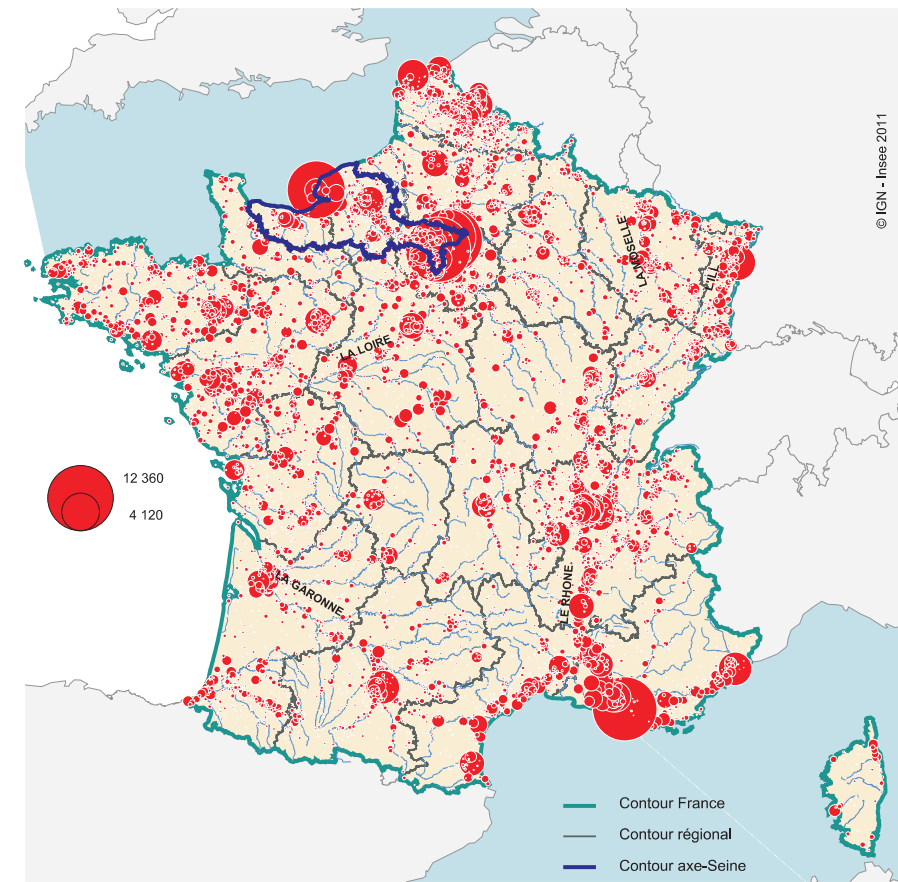 © IGN - Insee 2011
LA MOSELLE
L'ILL
LA LOIRE
12 360
4 120
LA GARONNE
LE RHONE
Contour France
Contour régional
Contour axe-Seine